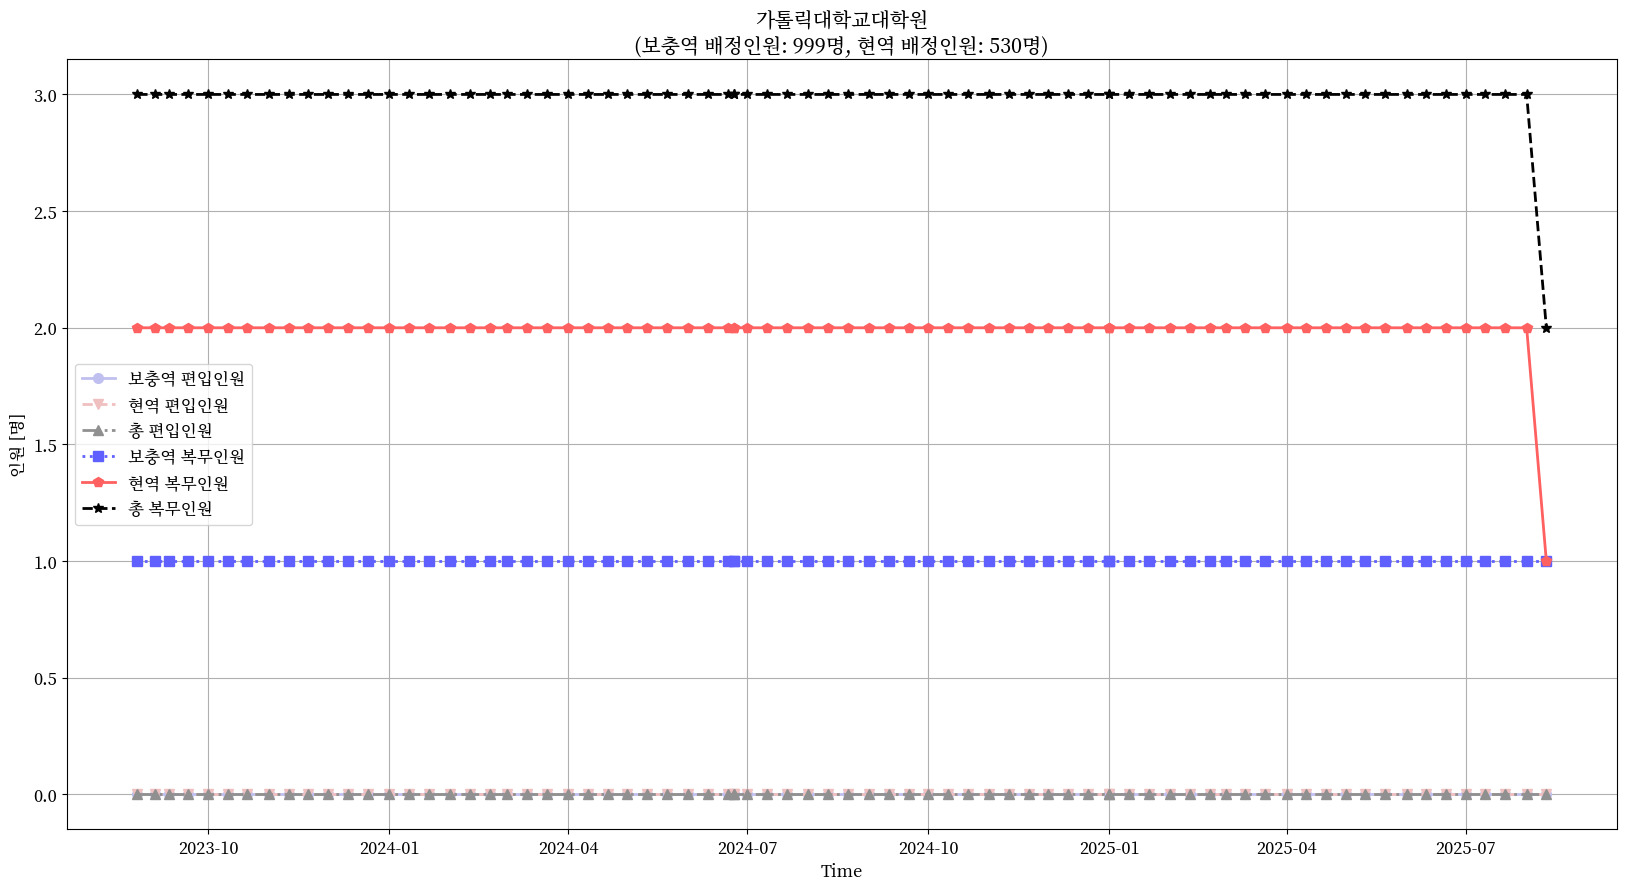 가톨릭대학교대학원
(보충역 배정인원: 999명, 현역 배정인원: 530명)
3.0
2.5
2.0
1.5
1.0
0.5
0.0
인원 [명]
보충역 편입인원
현역 편입인원
총 편입인원
보충역 복무인원
현역 복무인원
총 복무인원
2023-10
2024-01
2024-04
2024-07
2024-10
2025-01
2025-04
2025-07
Time